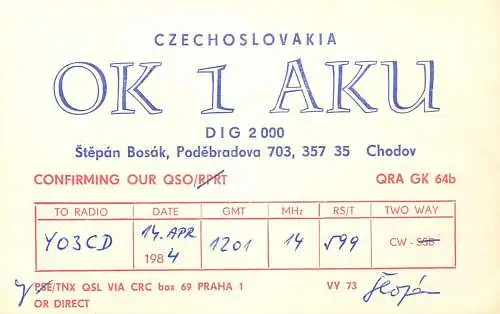 CZECHOSLOVAKIA
OK 1 AKU
DIG 2000
Štěpán Bosák, Poděbradova 703, 357 35 Chodov
CONFIRMING OUR QSO/RPRT QRA GK 64b
TO RADIO DATE GMT MHz RS/T TWO WAY
YO3CD 14. APR 1984 1201 14 599 CW - SSB
PSE/TNX QSL VIA CRC box 69 PRAHA 1 VY 73 Štěpán
OR DIRECT